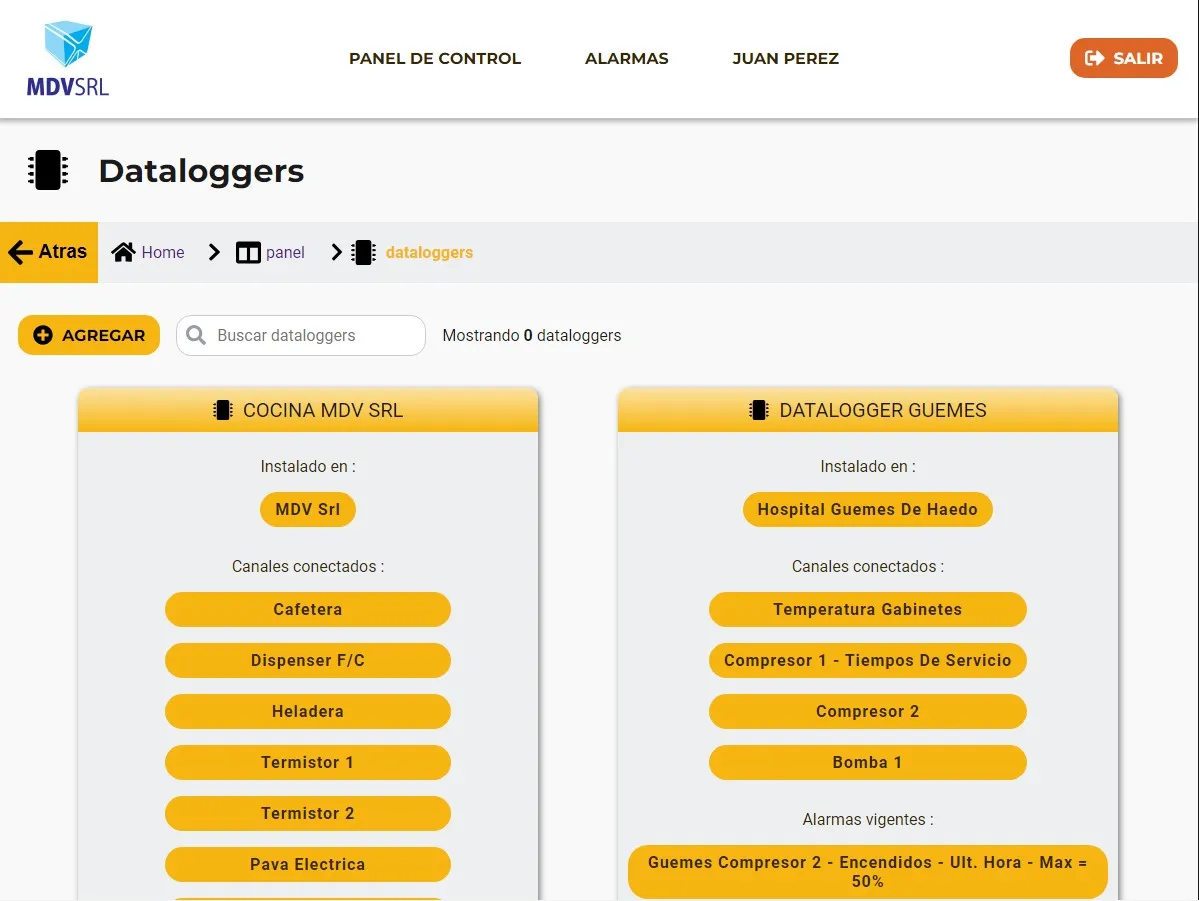 MDVSRL
PANEL DE CONTROL
ALARMAS
JUAN PEREZ
SALIR
Dataloggers
Atras
Home
panel
dataloggers
AGREGAR
Buscar dataloggers
Mostrando 0 dataloggers
COCINA MDV SRL
Instalado en :
MDV Srl
Canales conectados :
Cafetera
Dispenser F/C
Heladera
Termistor 1
Termistor 2
Pava Electrica
DATALOGGER GUEMES
Instalado en :
Hospital Guemes De Haedo
Canales conectados :
Temperatura Gabinetes
Compresor 1 - Tiempos De Servicio
Compresor 2
Bomba 1
Alarmas vigentes :
Guemes Compresor 2 - Encendidos - Ult. Hora - Max =
50%